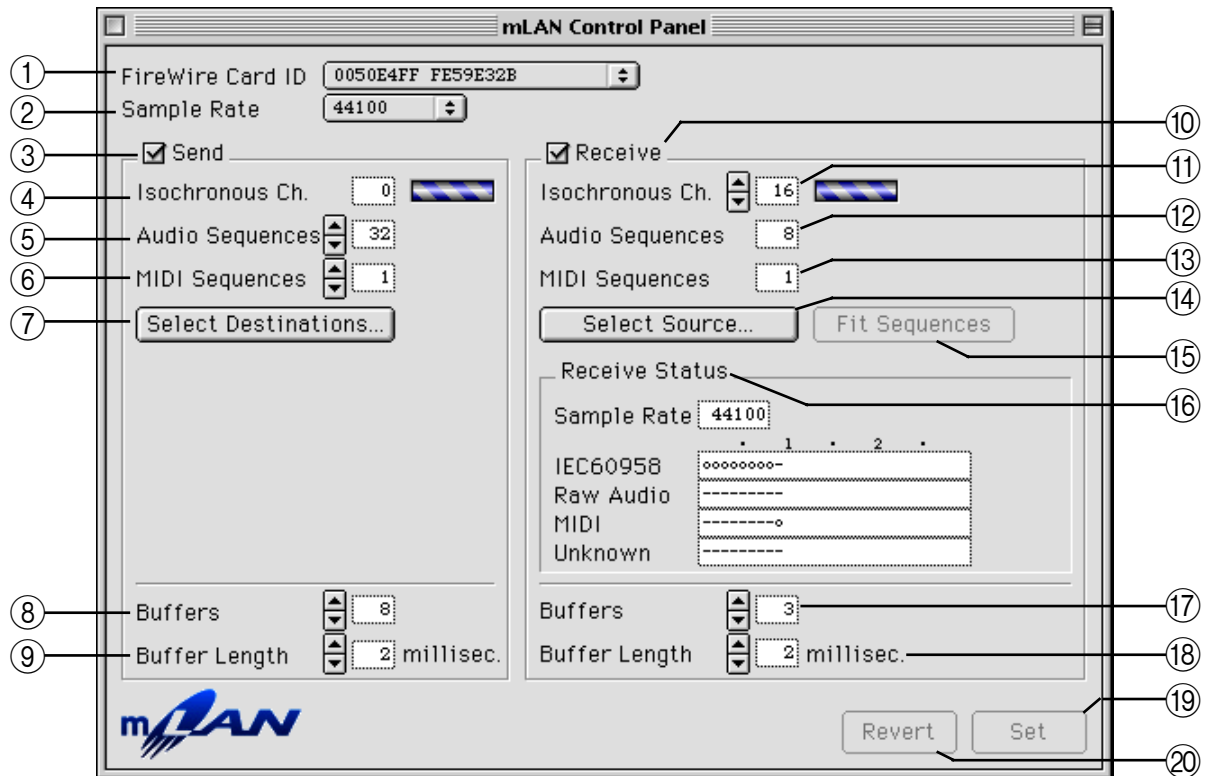 mLAN Control Panel
① FireWire Card ID 0050E4FF FE59E32B
② Sample Rate 44100
③ Send
④ Isochronous Ch. 0
⑤ Audio Sequences 32
⑥ MIDI Sequences 1
⑦ Select Destinations...
⑧ Buffers 8
⑨ Buffer Length 2 millisec.
Receive ⑩
Isochronous Ch. 16 ⑪
Audio Sequences 8 ⑫
MIDI Sequences 1 ⑬
Select Source... ⑭
Fit Sequences ⑮
Receive Status ⑯
Sample Rate 44100
· 1 · 2 ·
IEC60958 oooooooo-
Raw Audio ---------
MIDI --------o
Unknown ---------
Buffers 3 ⑰
Buffer Length 2 millisec. ⑱
mLAN
Revert Set ⑲
⑳